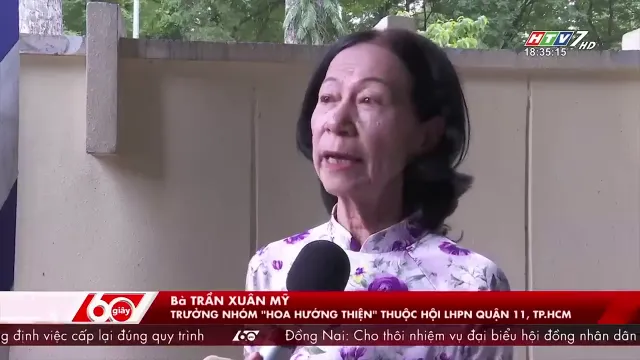 HTV7HD
18:35:15
60 giây
Bà TRẦN XUÂN MỸ
TRƯỞNG NHÓM "HOA HƯỚNG THIỆN" THUỘC HỘI LHPN QUẬN 11, TP.HCM
g định việc cấp lại đúng quy trình Đồng Nai: Cho thôi nhiệm vụ đại biểu hội đồng nhân dân